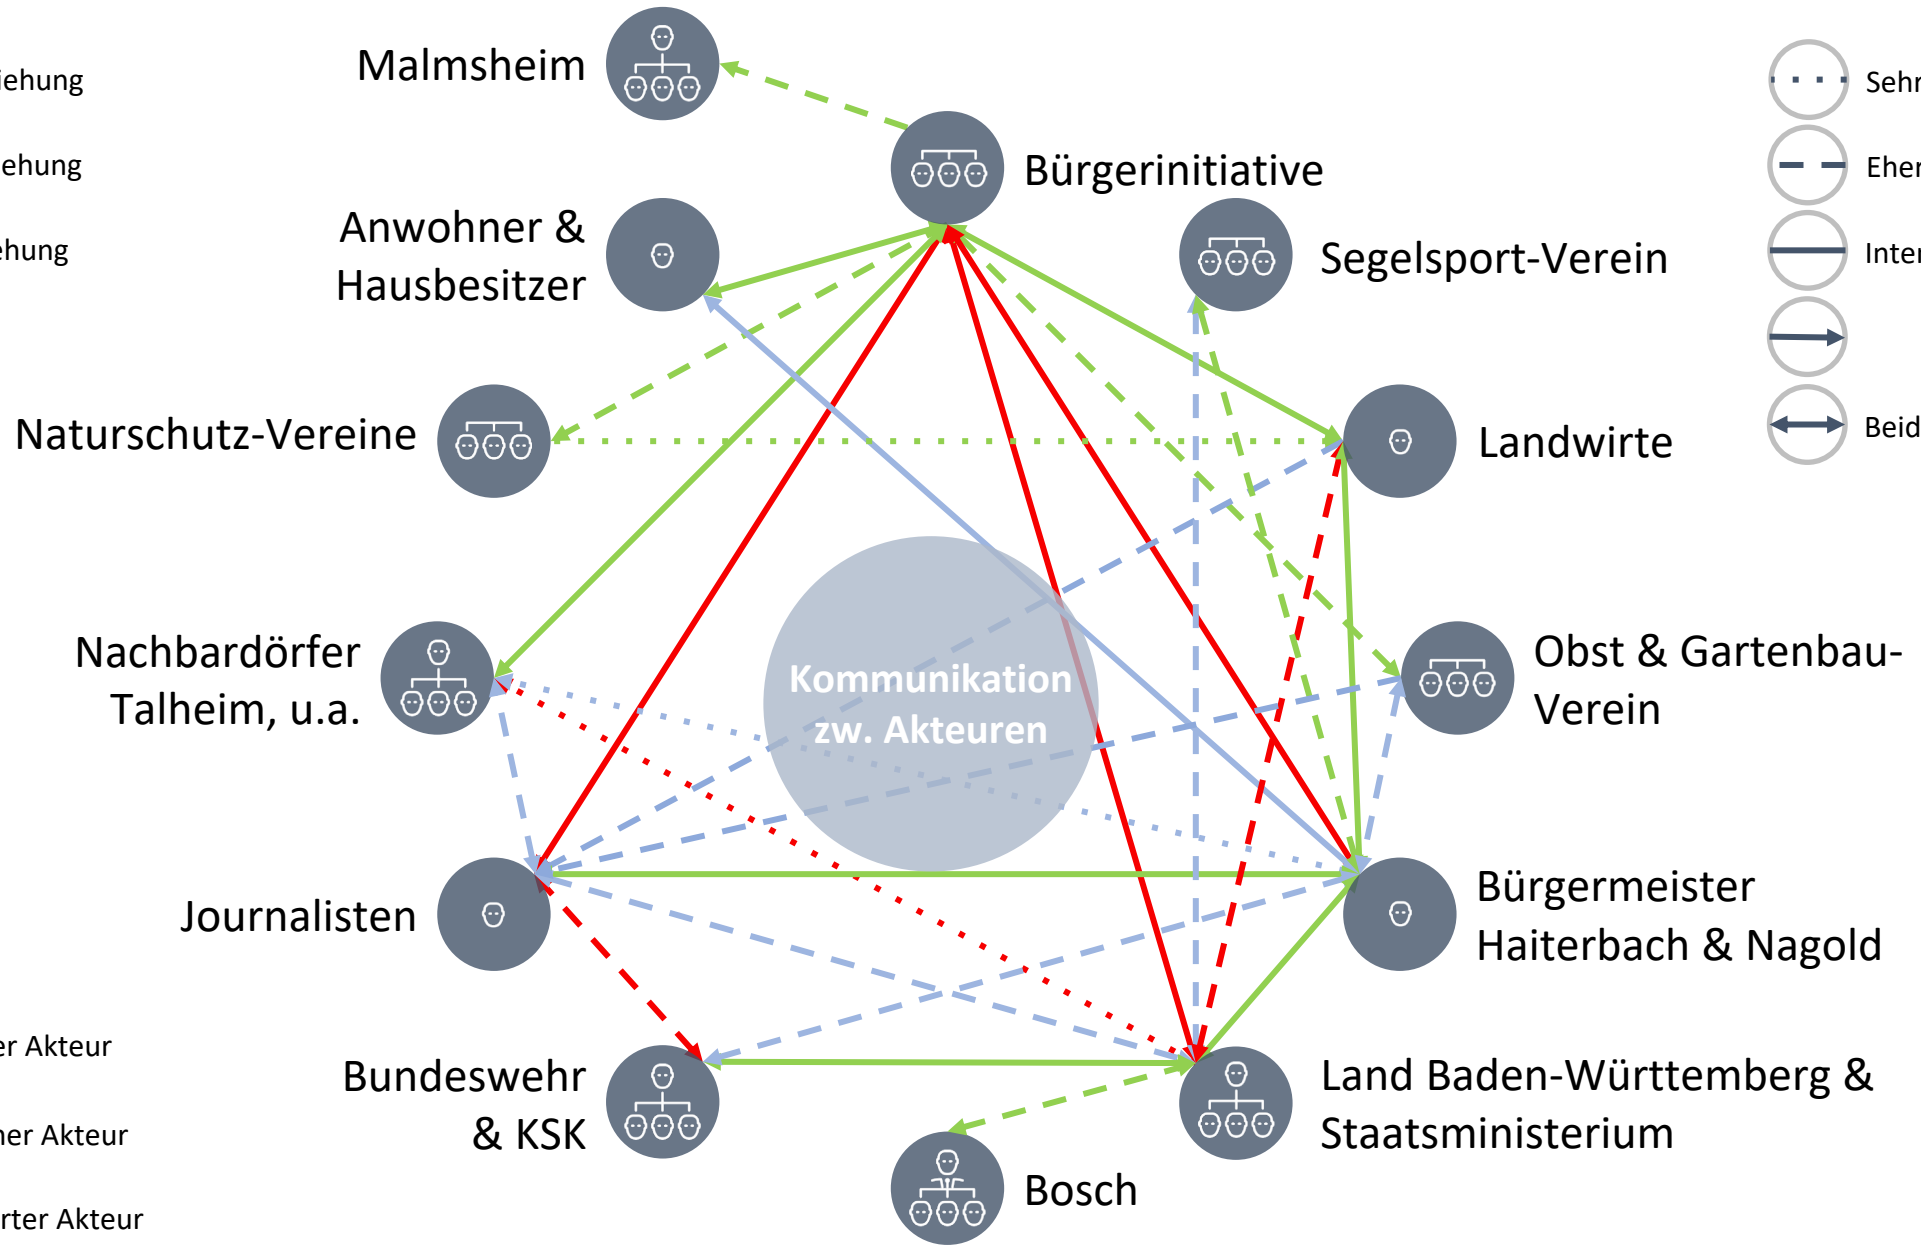 iehung
ehung
ehung
Malmsheim
Bürgerinitiative
Anwohner &
Hausbesitzer
Segelsport-Verein
Naturschutz-Vereine
Landwirte
Nachbardörfer
Talheim, u.a.
Kommunikation
zw. Akteuren
Obst & Gartenbau-
Verein
Journalisten
Bürgermeister
Haiterbach & Nagold
Bundeswehr
& KSK
Land Baden-Württemberg &
Staatsministerium
Bosch
Sehr
Eher
Inter
Beid
er Akteur
ner Akteur
rter Akteur